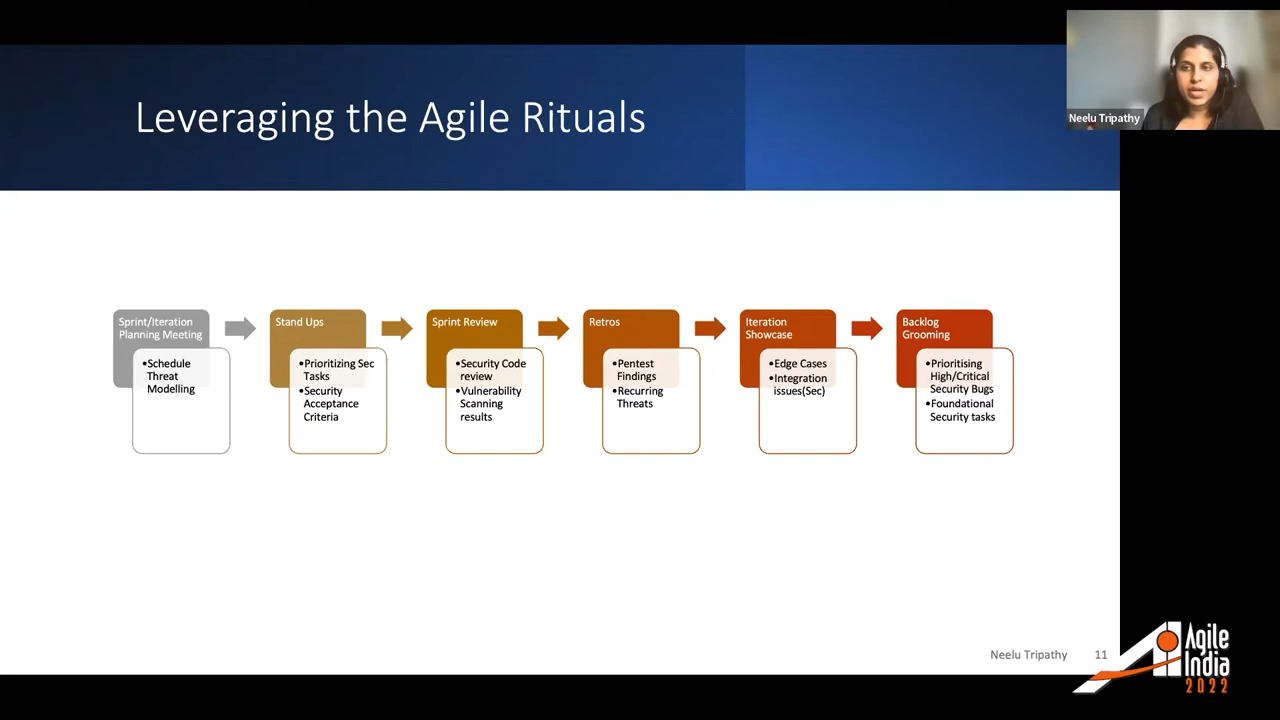 Leveraging the Agile Rituals
Neelu Tripathy
Sprint/Iteration
Planning Meeting
•Schedule
Threat
Modelling
Stand Ups
•Prioritizing Sec
Tasks
•Security
Acceptance
Criteria
Sprint Review
•Security Code
review
•Vulnerability
Scanning
results
Retros
•Pentest
Findings
•Recurring
Threats
Iteration
Showcase
•Edge Cases
•Integration
issues(Sec)
Backlog
Grooming
•Prioritising
High/Critical
Security Bugs
•Foundational
Security tasks
Neelu Tripathy 11
Agile
India
2022